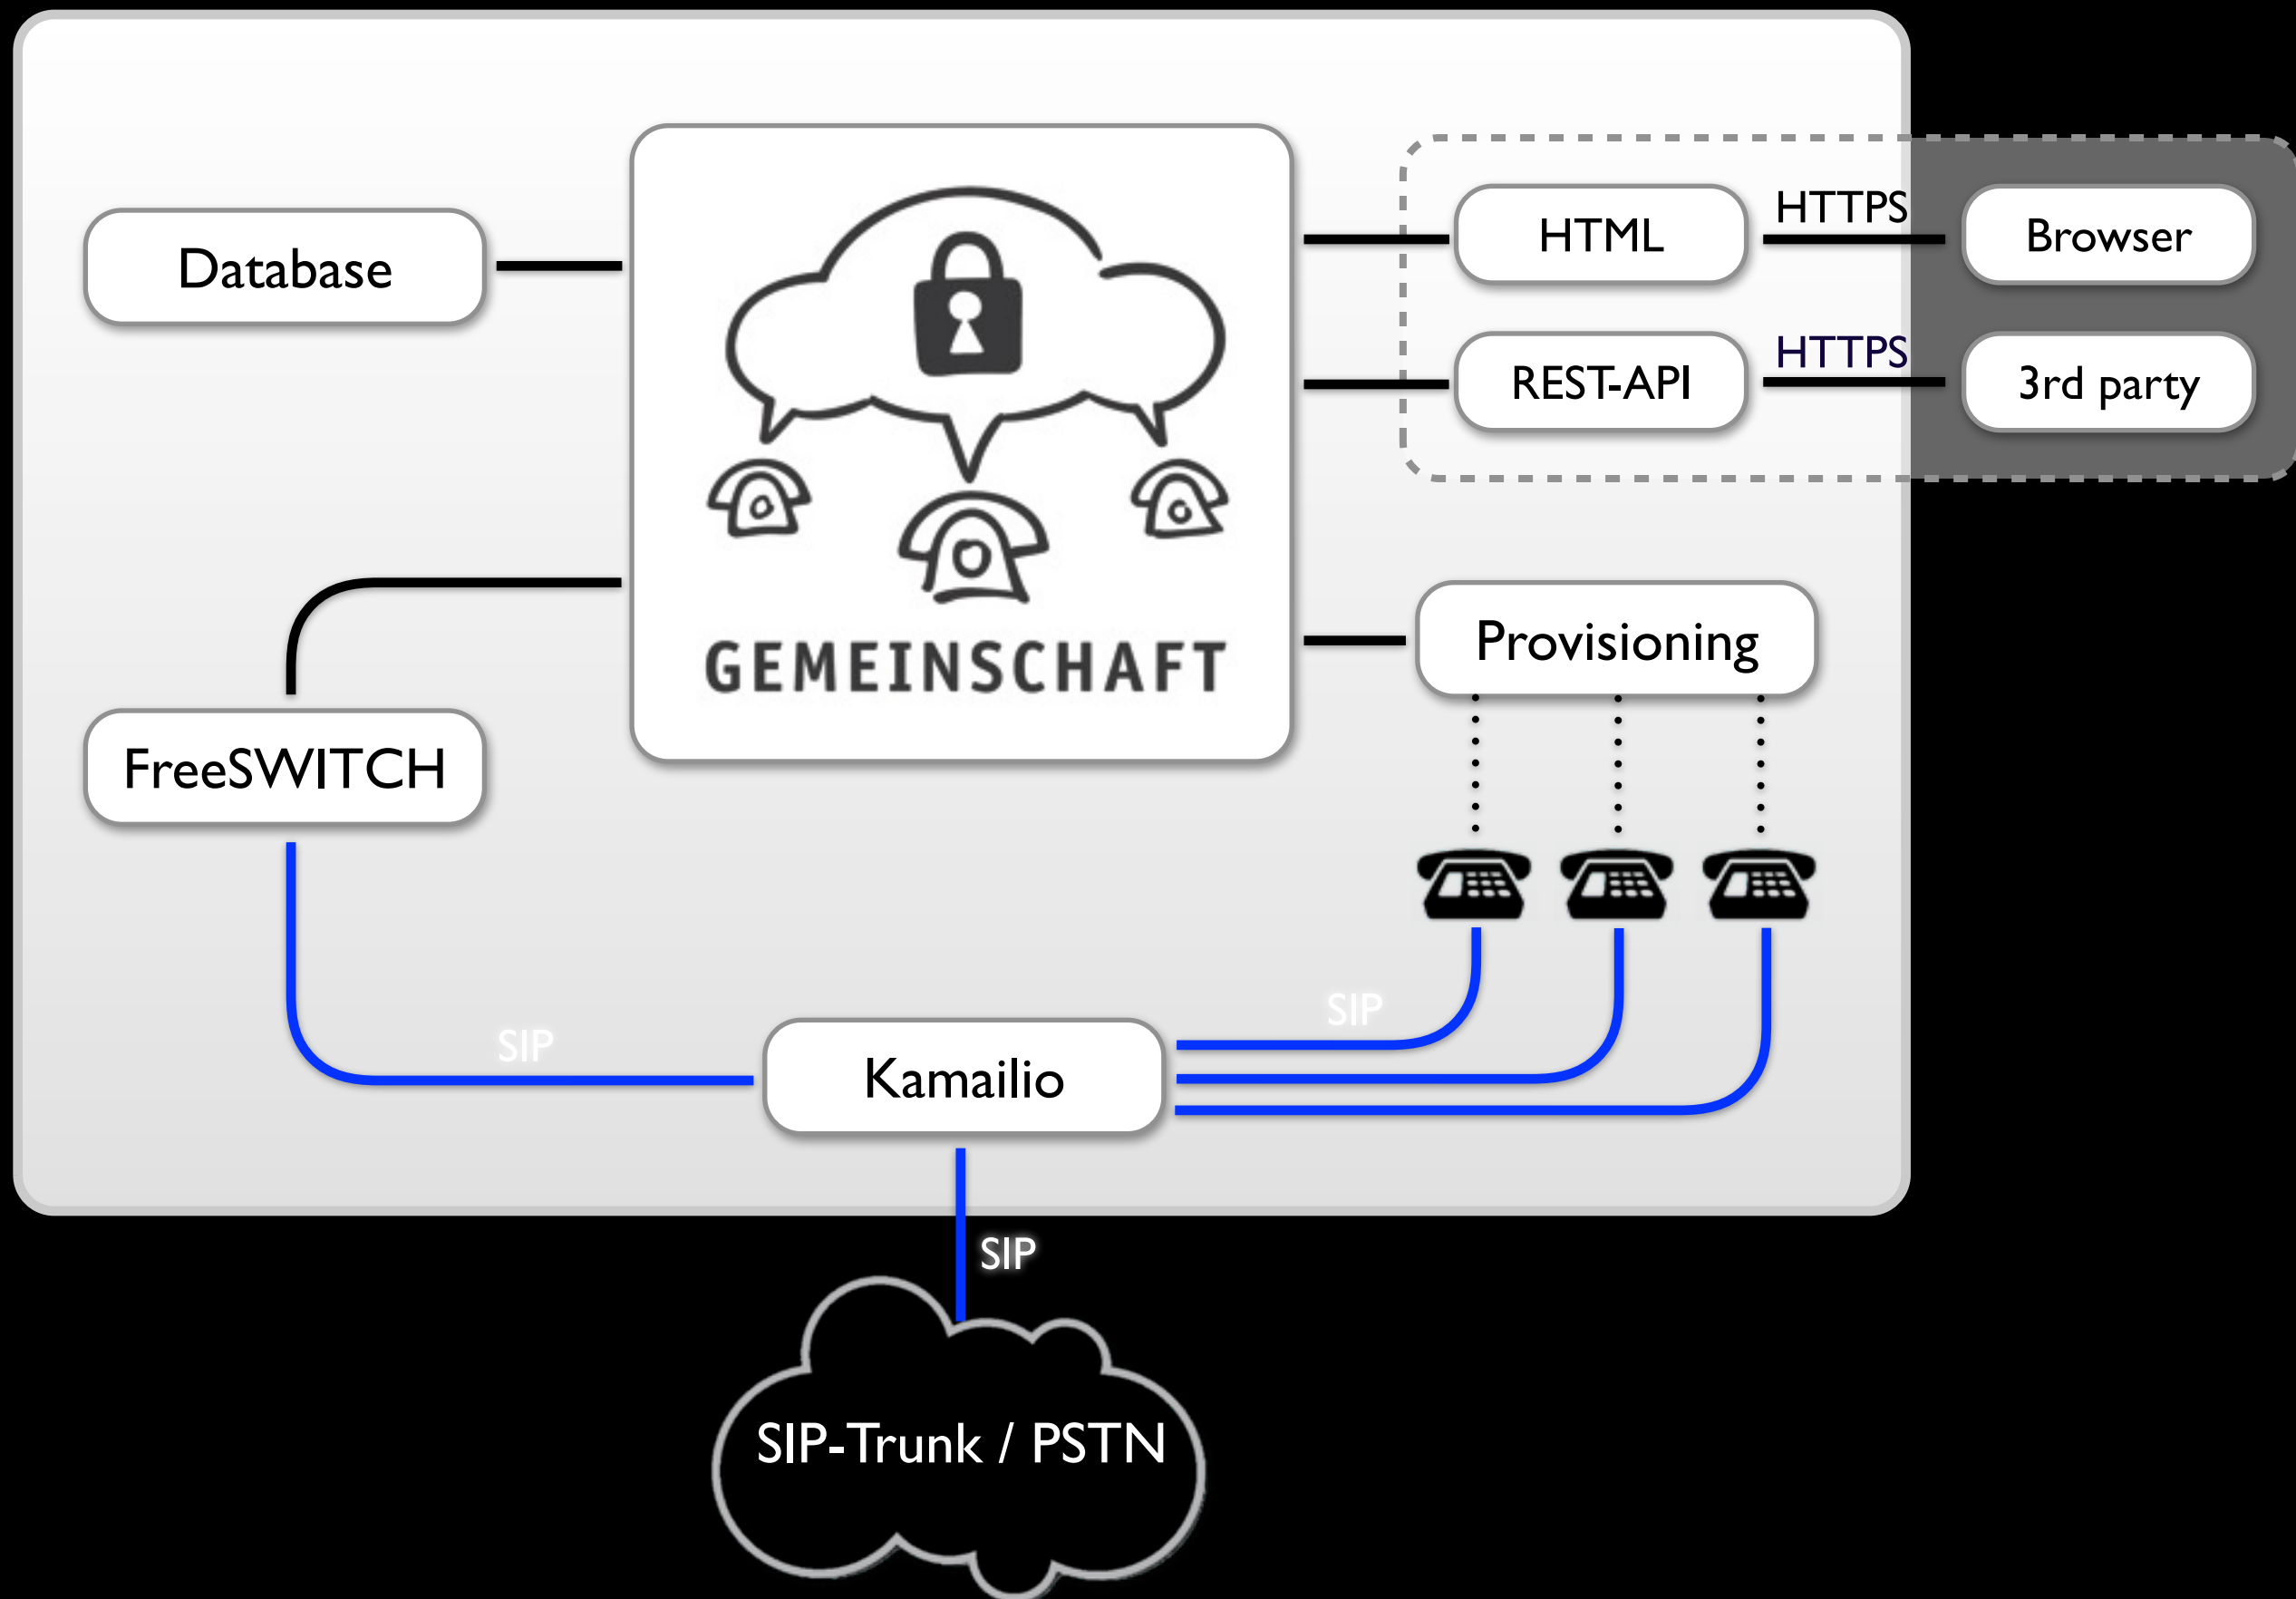 HTTPS
HTML
Browser
Database
HTTPS
REST-API
3rd party
GEMEINSCHAFT
Provisioning
FreeSWITCH
SIP
SIP
Kamailio
SIP
SIP-Trunk / PSTN